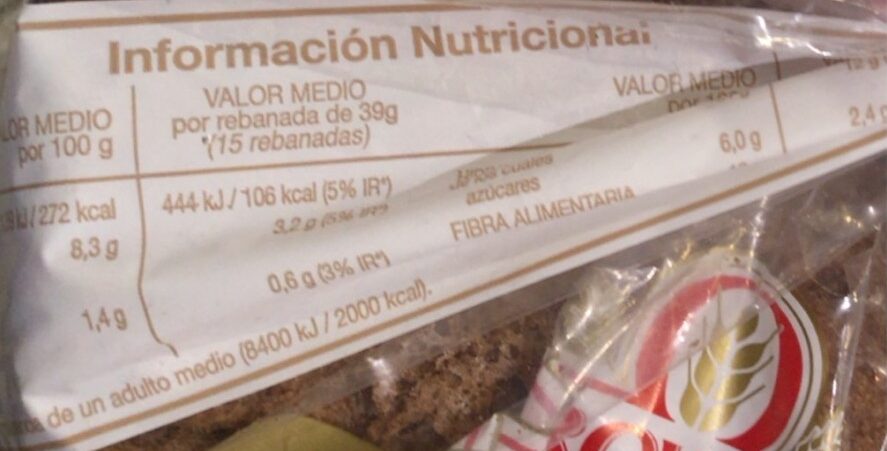 Información Nutricional
MEDIO
por 100 g
VALOR MEDIO
por rebanada de 39g
*(15 rebanadas)
VALOR MEDIO
/ 272 kcal
444 kJ / 106 kcal (5% IR*)
azúcares
6,0 g
2,4
8,3 g
3,2 g (5% IR*)
FIBRA ALIMENTARIA
1,4 g
0,6 g (3% IR*)
de un adulto medio (8400 kJ / 2000 kcal).